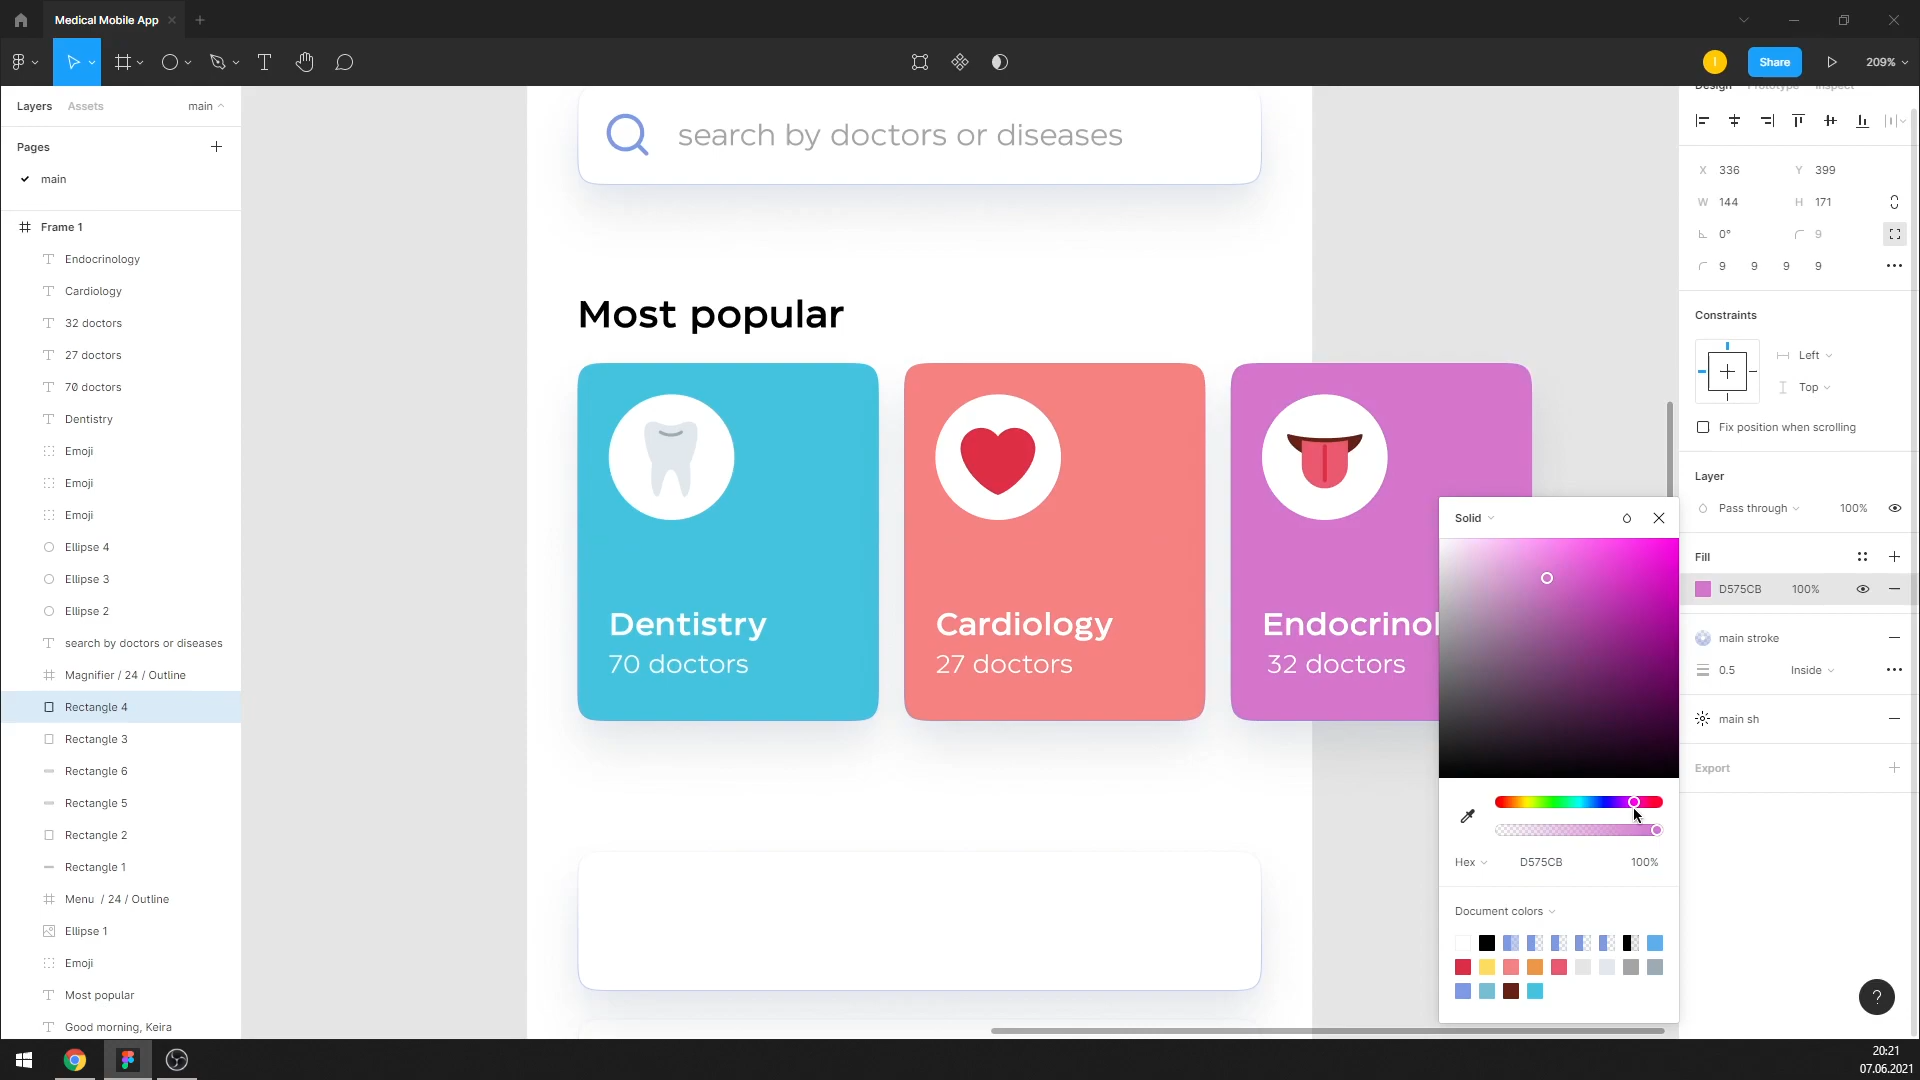 Medical Mobile App
I
Share
209%
Layers
Assets
main
Design
Prototype
Inspect
Pages
main
Frame 1
Endocrinology
Cardiology
32 doctors
27 doctors
70 doctors
Dentistry
Emoji
Emoji
Emoji
Ellipse 4
Ellipse 3
Ellipse 2
search by doctors or diseases
Magnifier / 24 / Outline
Rectangle 4
Rectangle 3
Rectangle 6
Rectangle 5
Rectangle 2
Rectangle 1
Menu / 24 / Outline
Ellipse 1
Emoji
Most popular
Good morning, Keira
search by doctors or diseases
Most popular
Dentistry
70 doctors
Cardiology
27 doctors
Endocrinol
32 doctors
Solid
Hex
D575CB
100%
Document colors
X 336
Y 399
W 144
H 171
0°
9
9
9
9
9
Constraints
Left
Top
Fix position when scrolling
Layer
Pass through
100%
Fill
D575CB
100%
main stroke
0.5
Inside
main sh
Export
?
20:21
07.06.2021